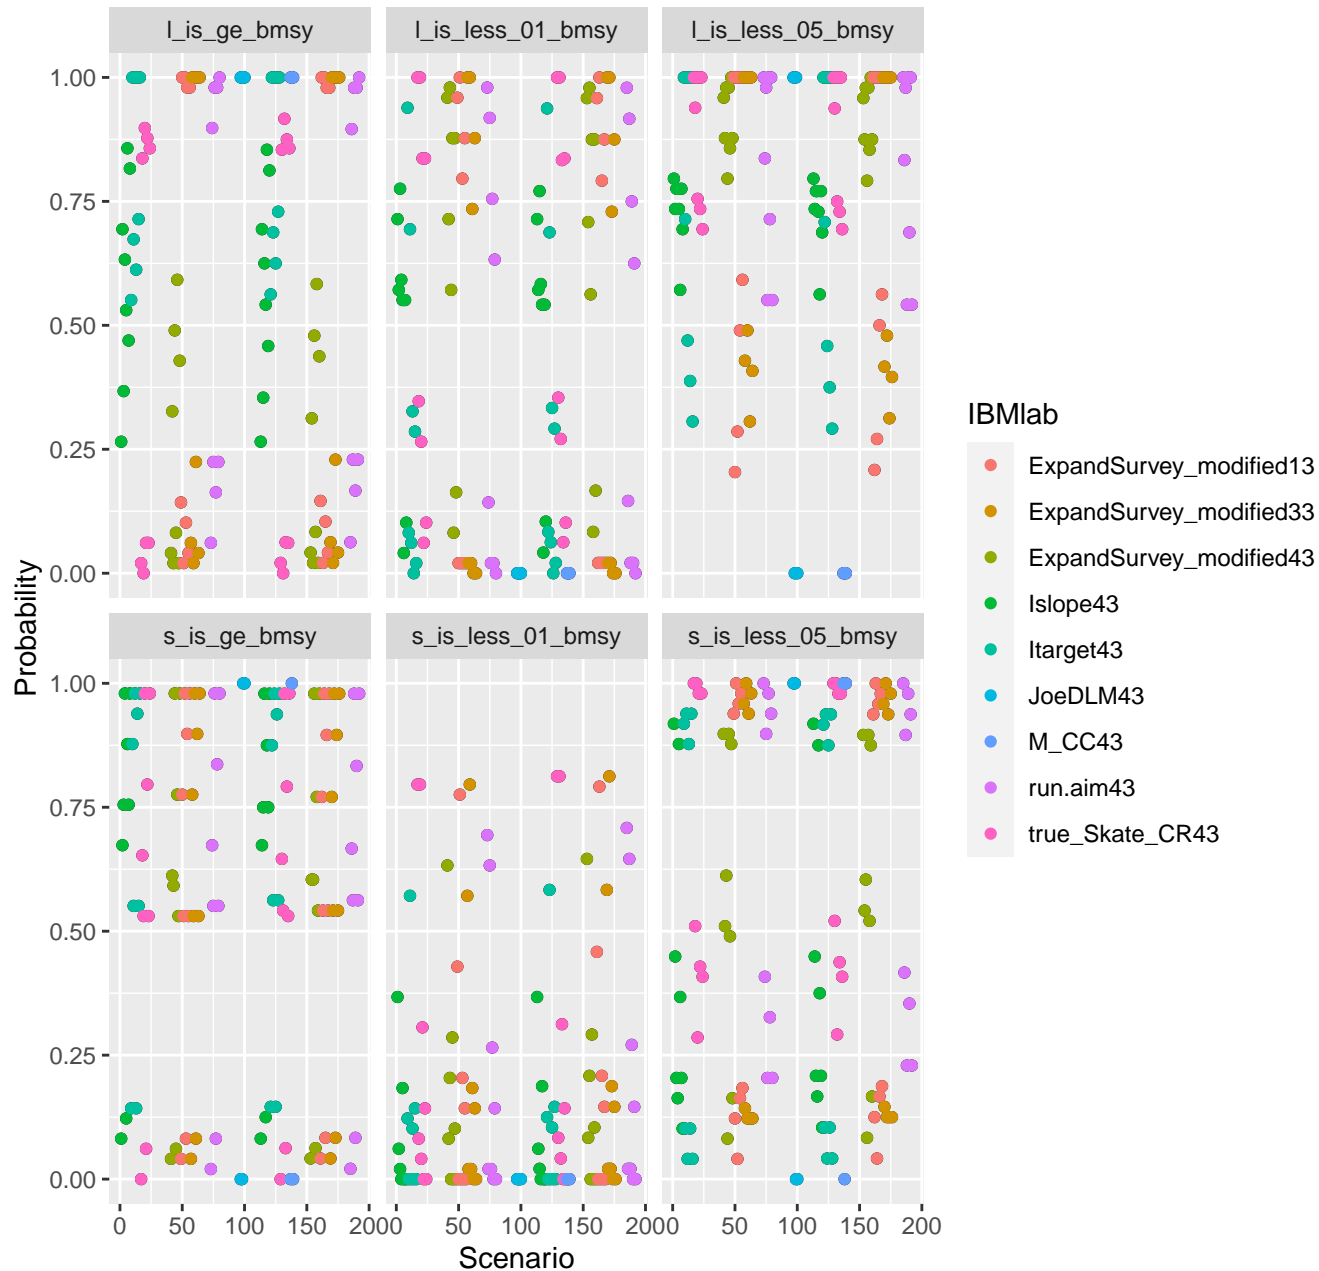 l_is_ge_bmsy
l_is_less_01_bmsy
l_is_less_05_bmsy
1.00
0.75
0.50
0.25
0.00
s_is_ge_bmsy
s_is_less_01_bmsy
s_is_less_05_bmsy
1.00
0.75
0.50
0.25
0.00
0 50 100 150 200
0 50 100 150 200
0 50 100 150 200
Probability
Scenario
IBMlab
ExpandSurvey_modified13
ExpandSurvey_modified33
ExpandSurvey_modified43
Islope43
Itarget43
JoeDLM43
M_CC43
run.aim43
true_Skate_CR43